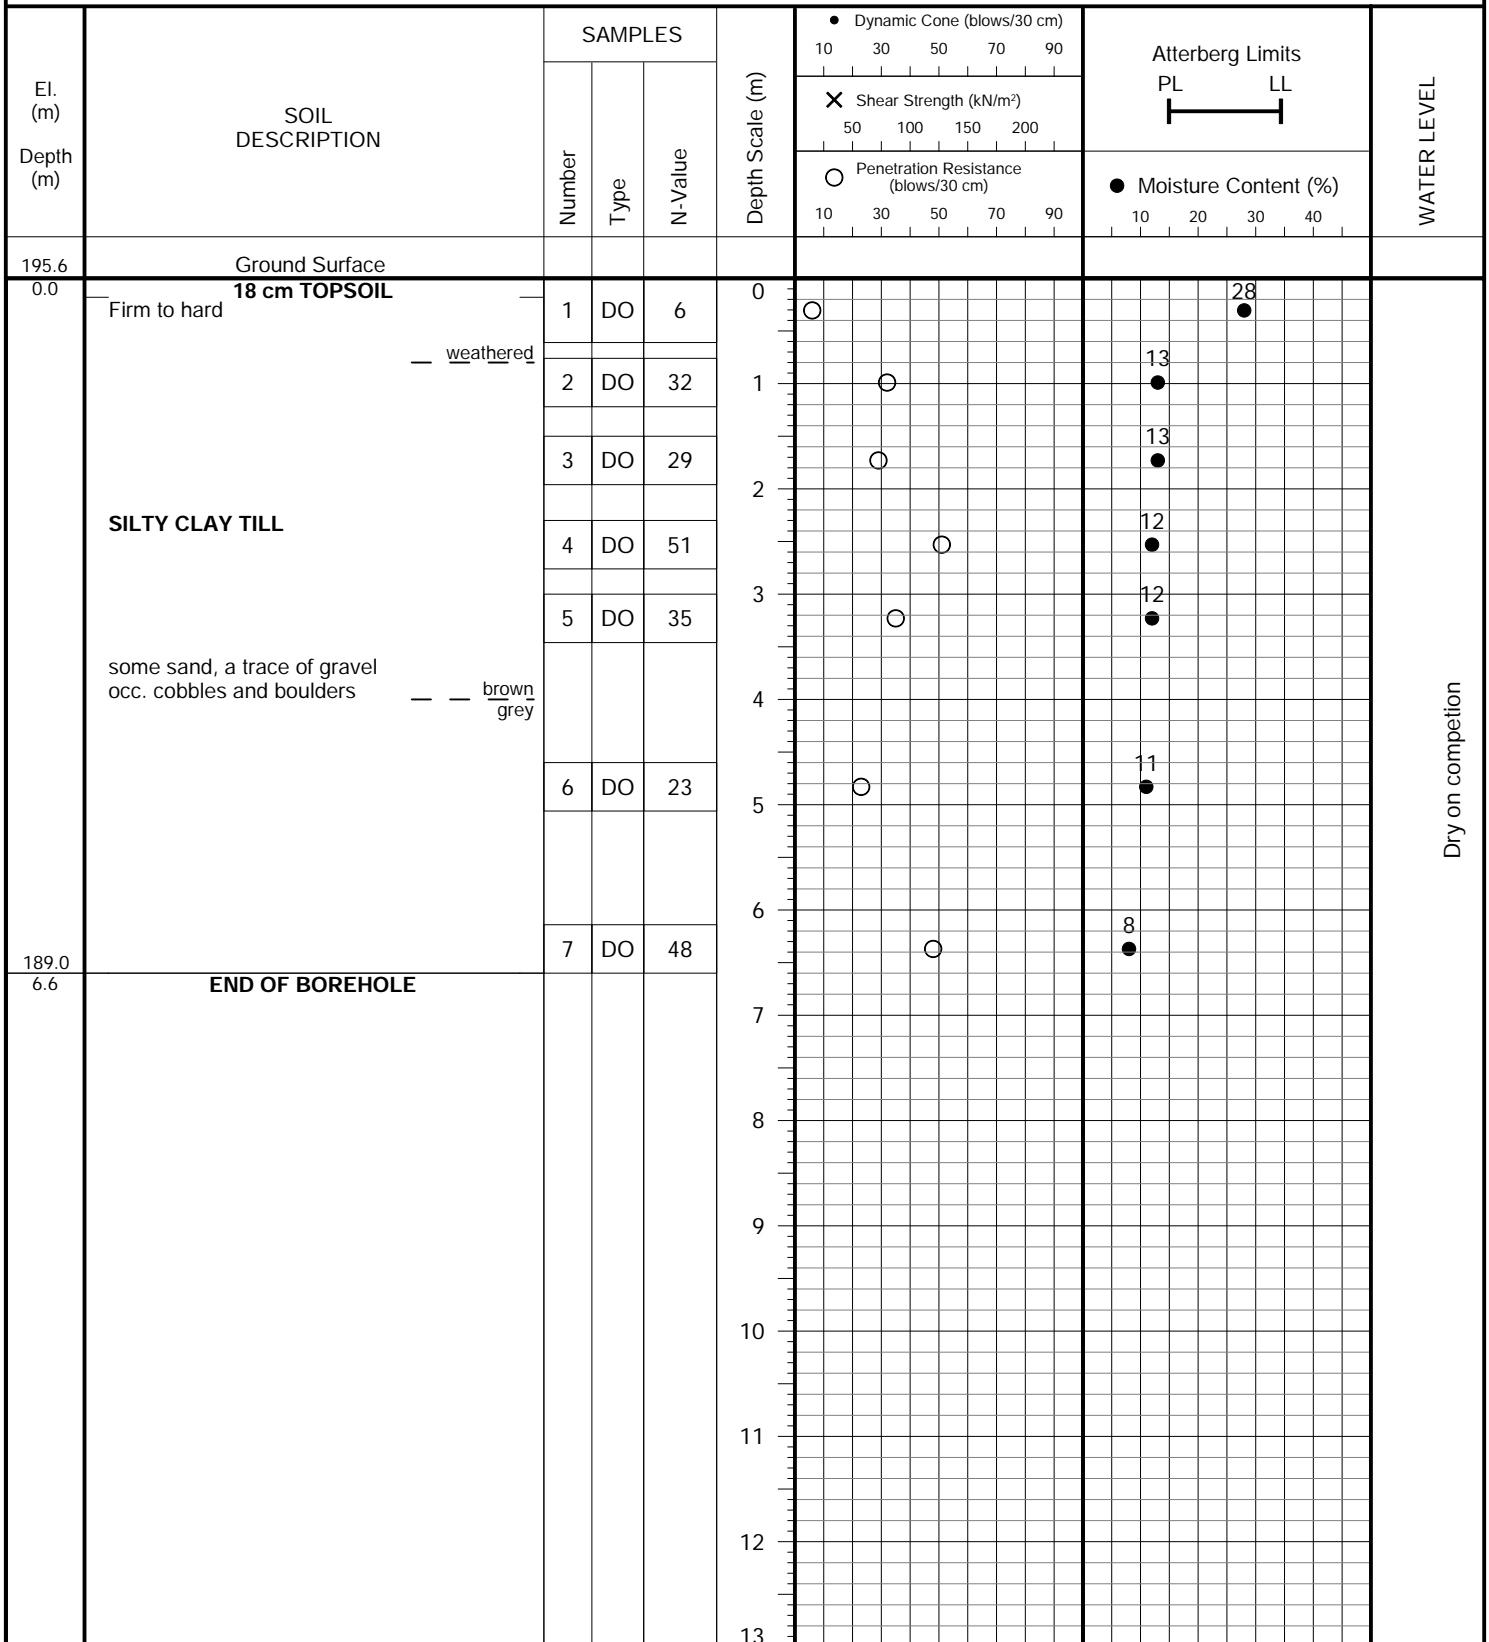 El.
(m)
Depth
(m)
SOIL
DESCRIPTION
SAMPLES
Number
Type
N-Value
Depth Scale (m)
Dynamic Cone (blows/30 cm)
10 30 50 70 90
Shear Strength (kN/m²)
50 100 150 200
Penetration Resistance
(blows/30 cm)
10 30 50 70 90
Atterberg Limits
PL LL
Moisture Content (%)
10 20 30 40
WATER LEVEL
195.6 Ground Surface
0.0 18 cm TOPSOIL 0 28
Firm to hard 1 DO 6
weathered 13
2 DO 32 1
13
3 DO 29
2
SILTY CLAY TILL 12
4 DO 51
3 12
5 DO 35
some sand, a trace of gravel
occ. cobbles and boulders brown 4
grey
11
6 DO 23
5
Dry on competion
6
8
7 DO 48
189.0
6.6 END OF BOREHOLE
7
8
9
10
11
12
13